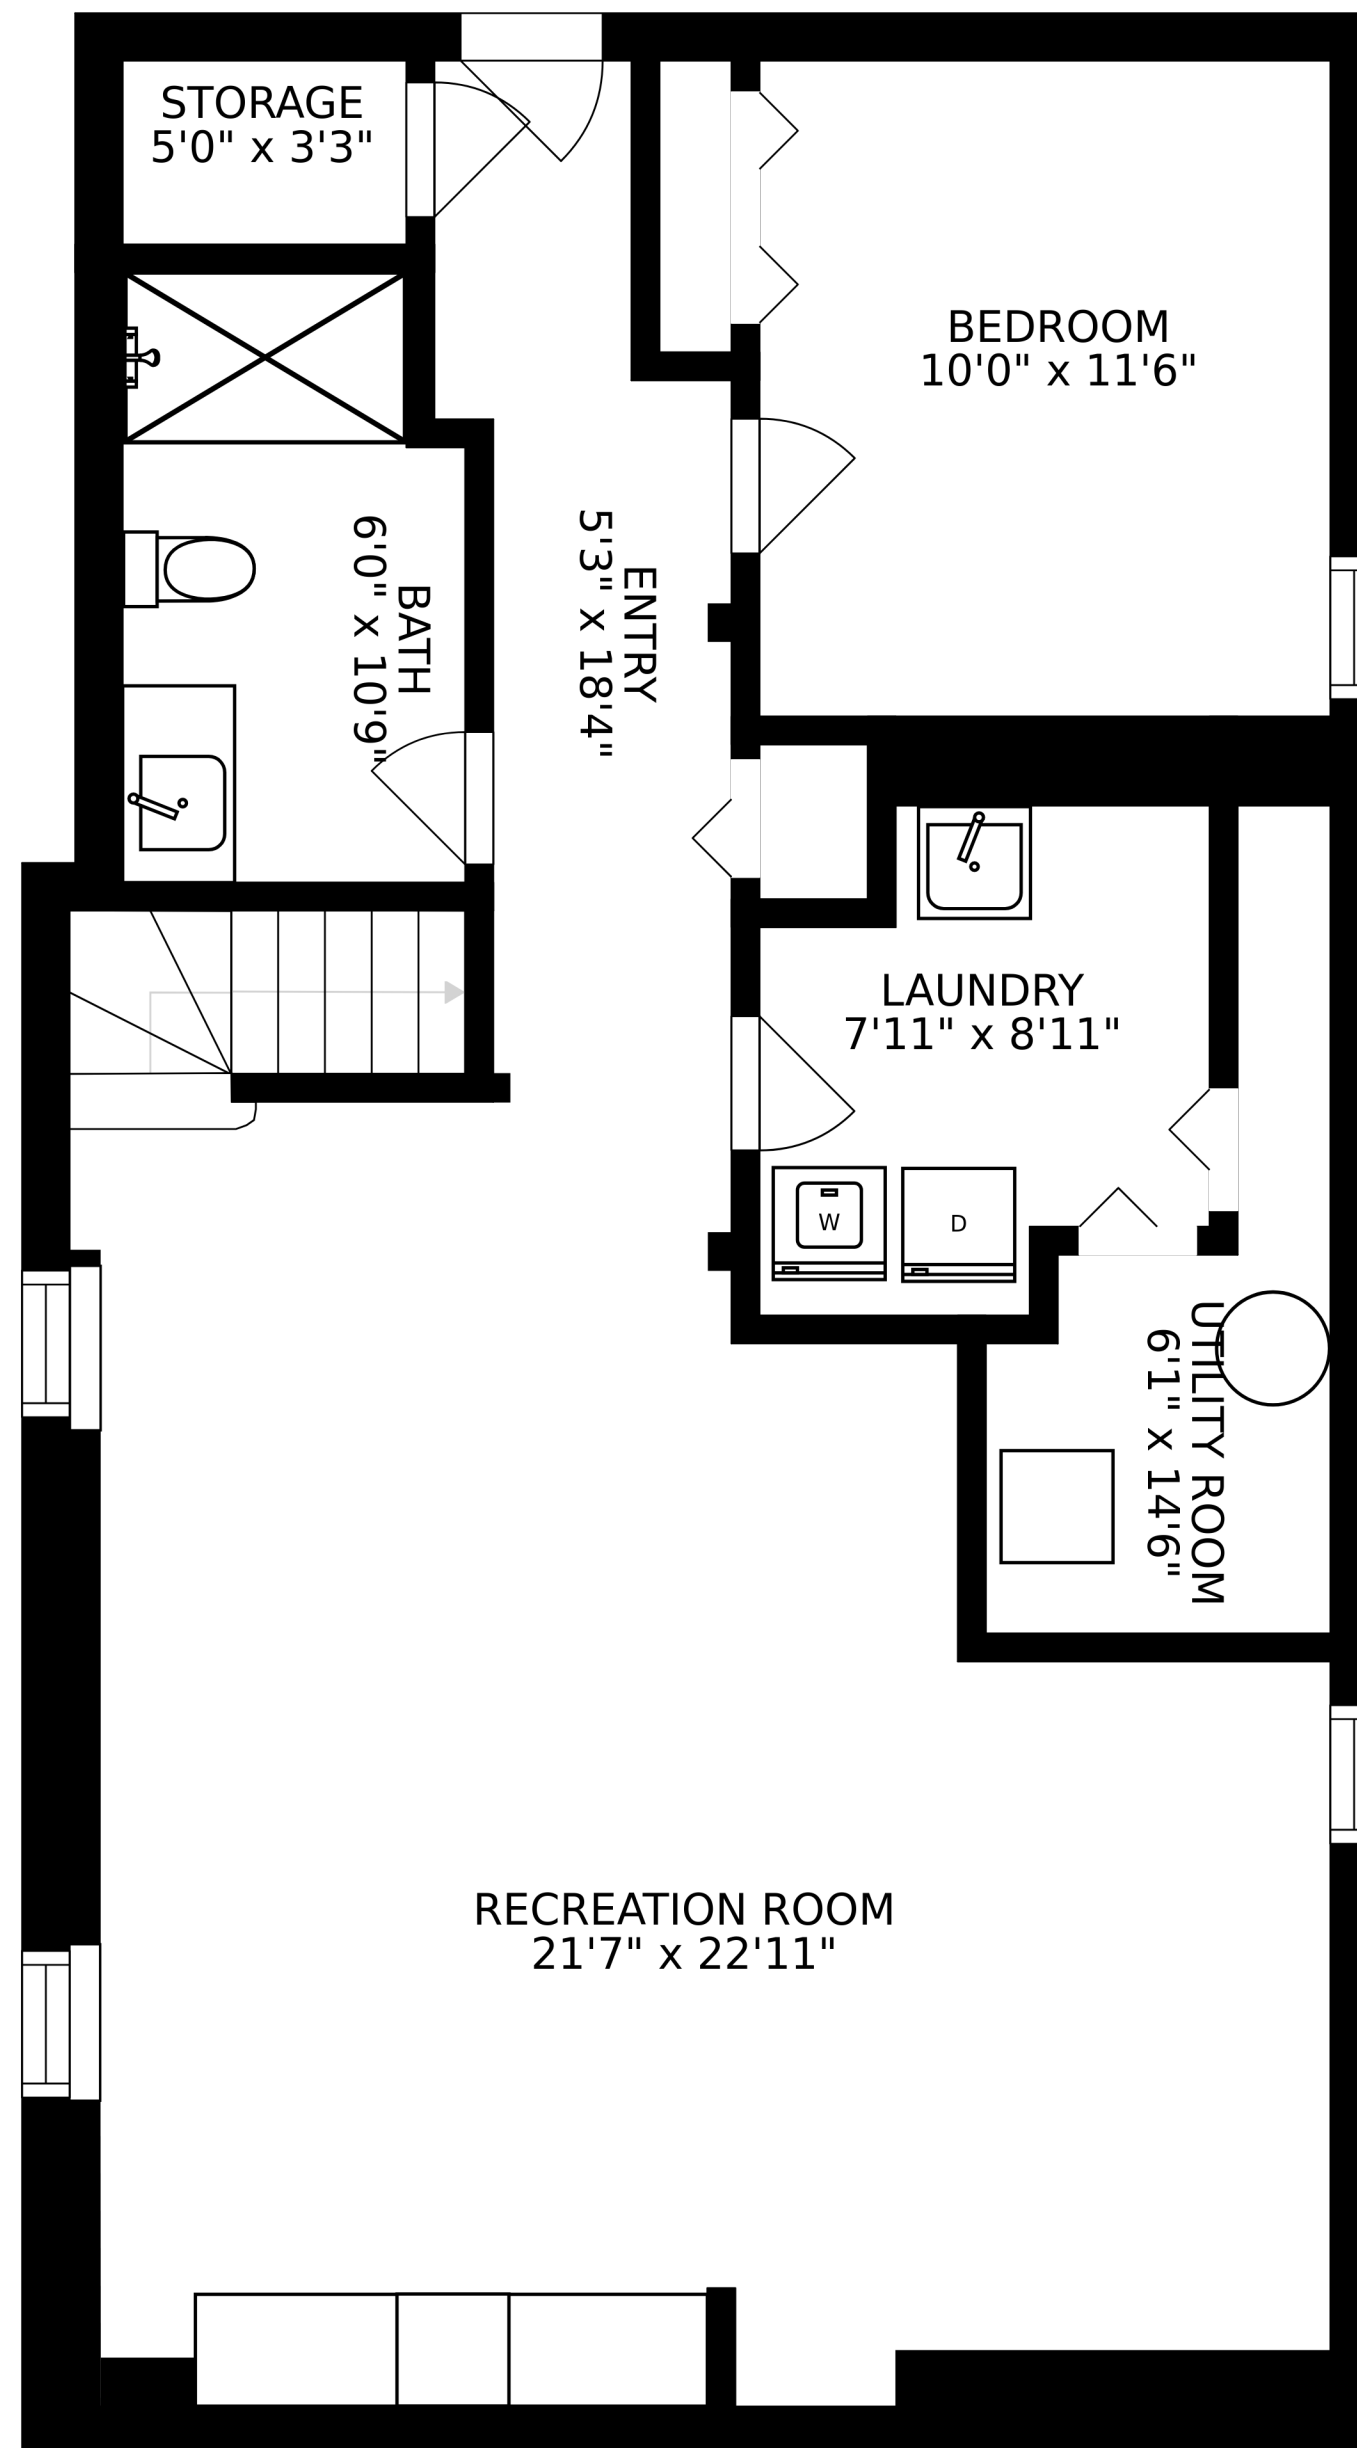 STORAGE
5'0" x 3'3"
BEDROOM
10'0" x 11'6"
BATH
6'0" x 10'9"
ENTRY
5'3" x 18'4"
LAUNDRY
7'11" x 8'11"
W
D
UTILITY ROOM
6'1" x 14'6"
RECREATION ROOM
21'7" x 22'11"